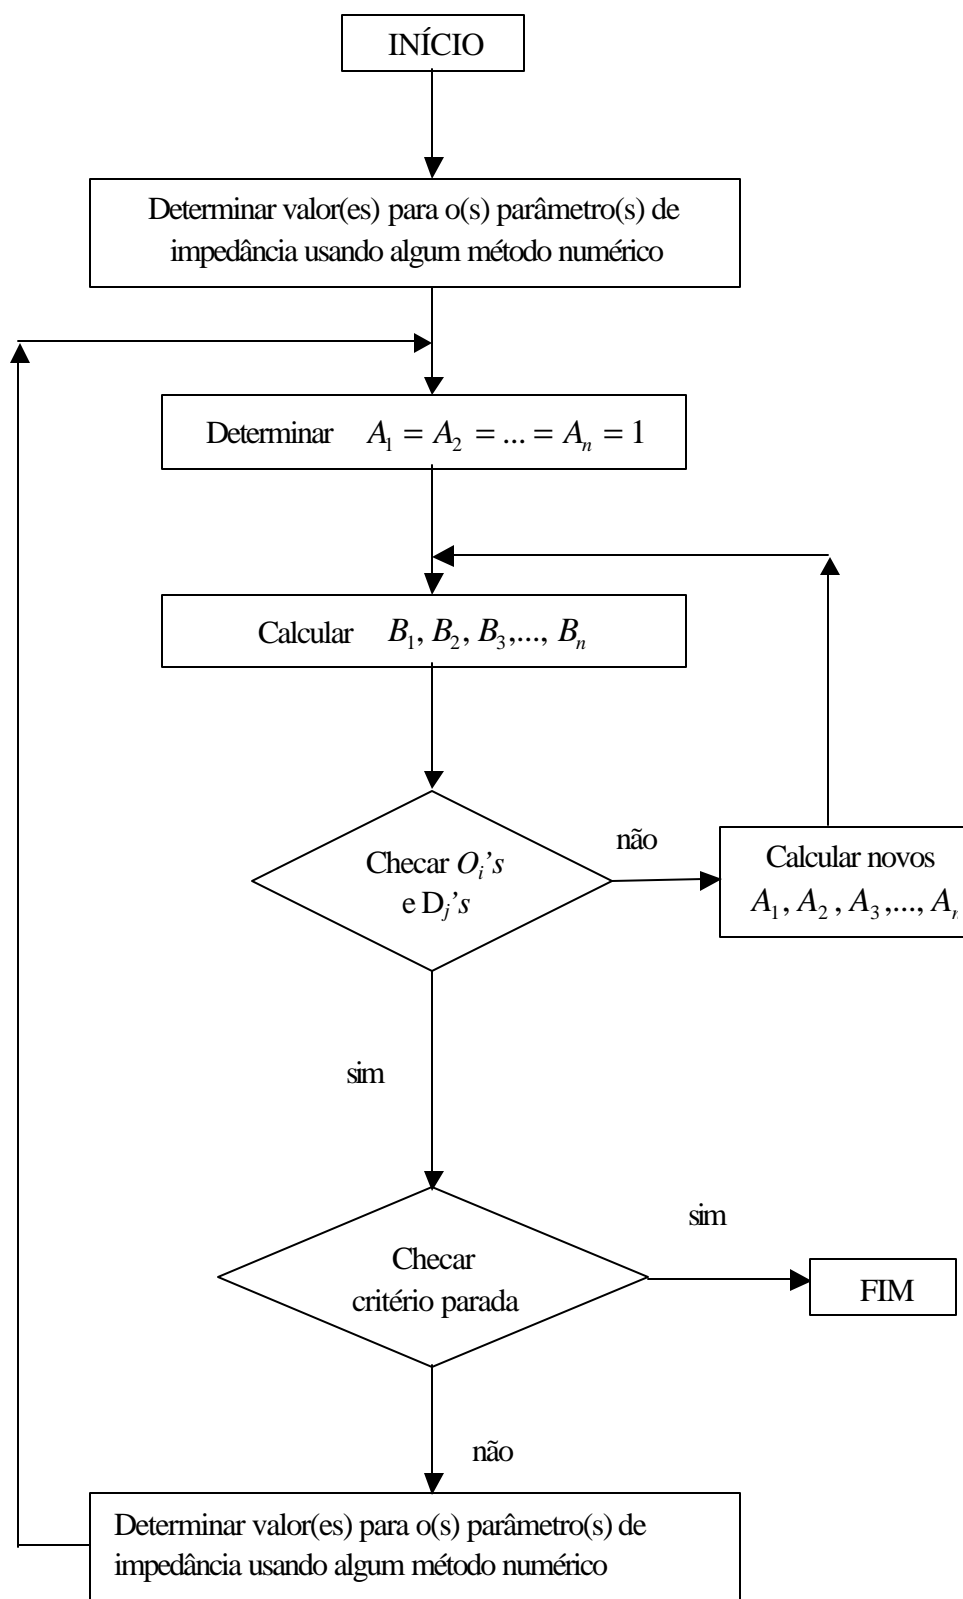 INÍCIO
Determinar valor(es) para o(s) parâmetro(s) de
impedância usando algum método numérico
Determinar A₁ = A₂ = ... = Aₙ = 1
Calcular B₁, B₂, B₃,..., Bₙ
Checar Oᵢ's
e Dⱼ's
não
Calcular novos
A₁, A₂, A₃,..., Aₙ
sim
Checar
critério parada
sim
FIM
não
Determinar valor(es) para o(s) parâmetro(s) de
impedância usando algum método numérico